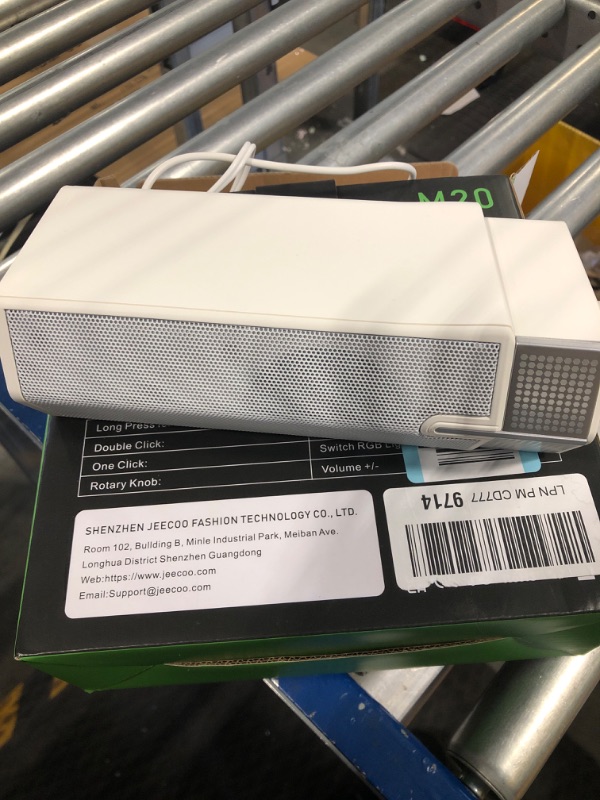 M20
Long Press
Double Click:
Switch RGB
One Click:
Volume +/-
Rotary Knob:
SHENZHEN JEECOO FASHION TECHNOLOGY CO., LTD.
Room 102, Building B, Minle Industrial Park, Meiban Ave.
Longhua District Shenzhen Guangdong
Web:https://www.jeecoo.com
Email:Support@jeecoo.com
LPN PM CD777 9714